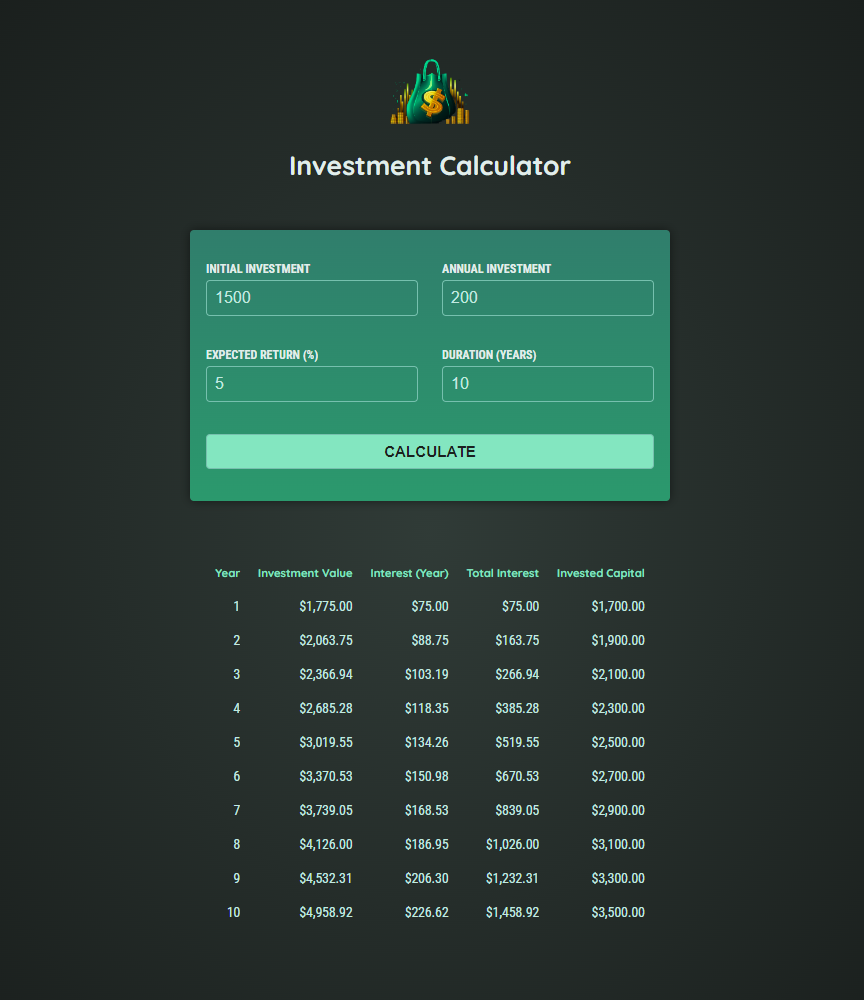 $
Investment Calculator
INITIAL INVESTMENT ANNUAL INVESTMENT
1500 200
EXPECTED RETURN (%) DURATION (YEARS)
5 10
CALCULATE
Year Investment Value Interest (Year) Total Interest Invested Capital
1 $1,775.00 $75.00 $75.00 $1,700.00
2 $2,063.75 $88.75 $163.75 $1,900.00
3 $2,366.94 $103.19 $266.94 $2,100.00
4 $2,685.28 $118.35 $385.28 $2,300.00
5 $3,019.55 $134.26 $519.55 $2,500.00
6 $3,370.53 $150.98 $670.53 $2,700.00
7 $3,739.05 $168.53 $839.05 $2,900.00
8 $4,126.00 $186.95 $1,026.00 $3,100.00
9 $4,532.31 $206.30 $1,232.31 $3,300.00
10 $4,958.92 $226.62 $1,458.92 $3,500.00